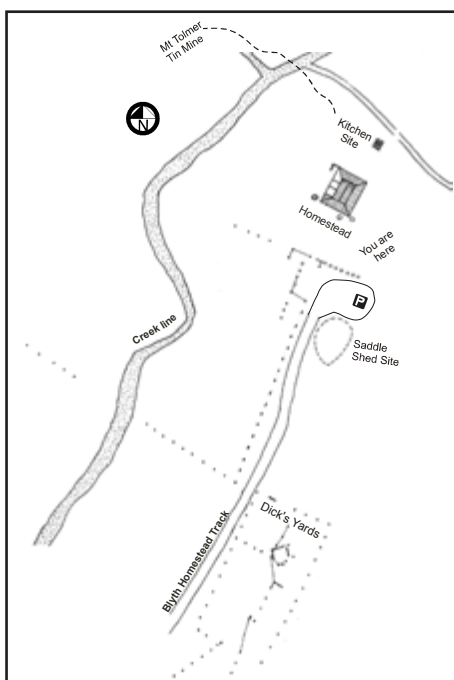 Mt Tolmer
Tin Mine
N
Kitchen
Site
Homestead
You are
here
P
Creek line
Saddle
Shed Site
Dick's Yards
Blyth Homestead Track